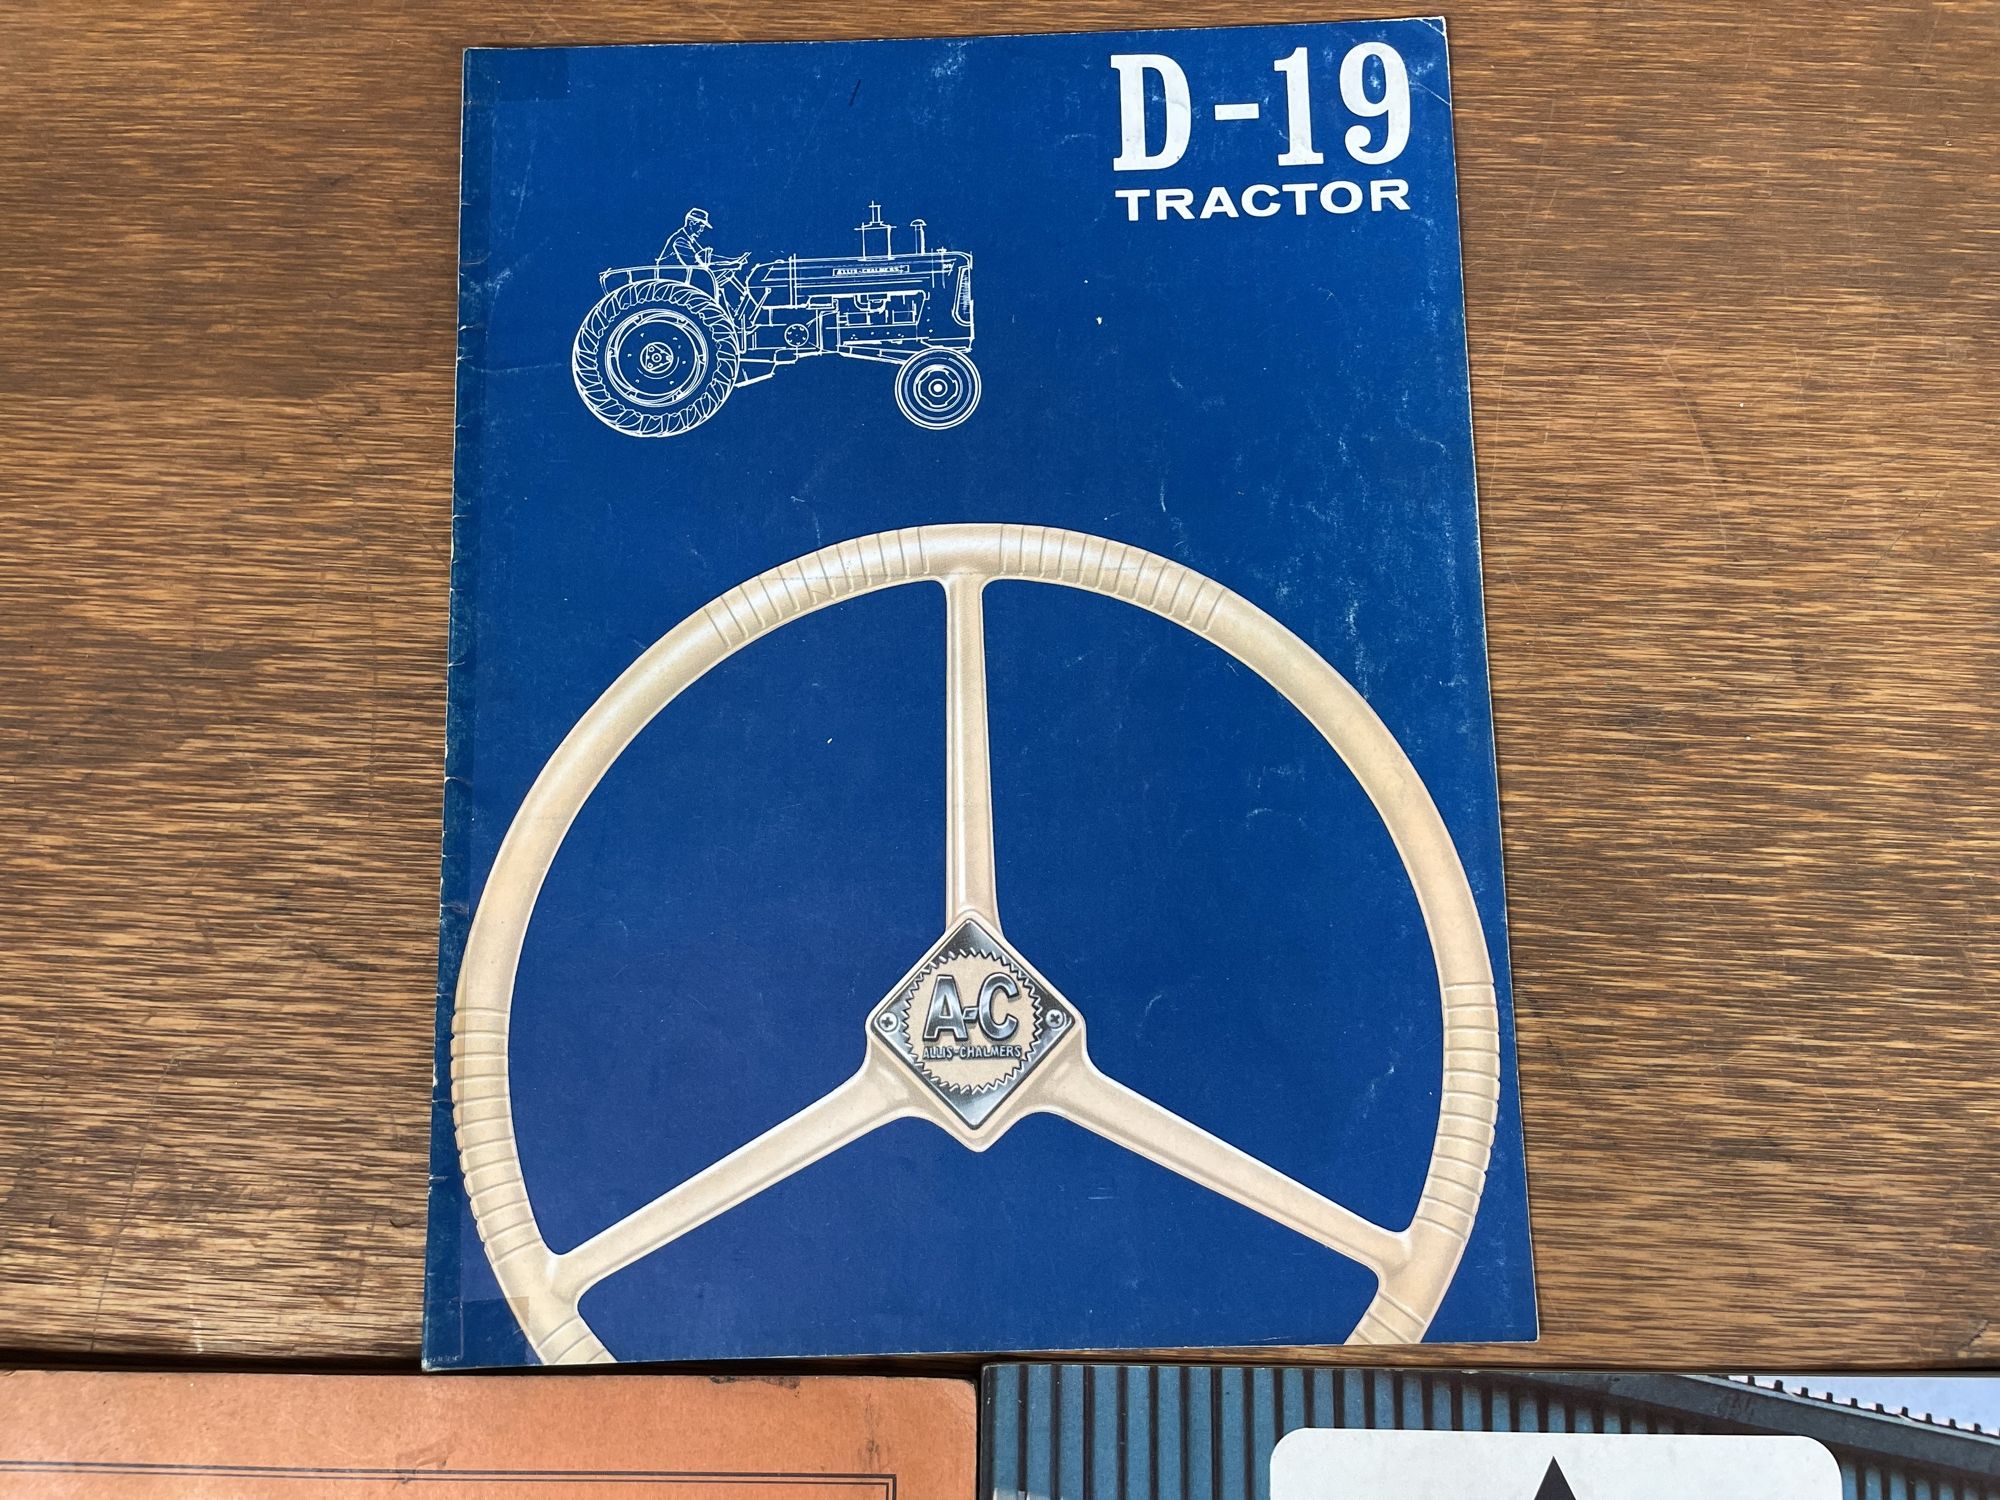 D-19
TRACTOR
ALLIS-CHALMERS
A-C
ALLIS-CHALMERS